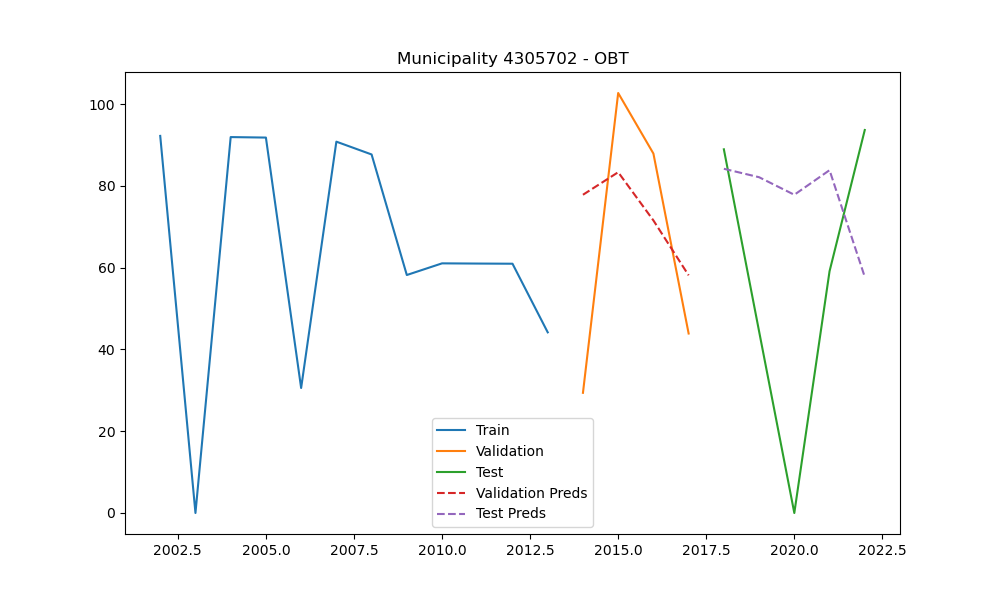 Municipality 4305702 - OBT
100
80
60
40
20
0
Train
Validation
Test
Validation Preds
Test Preds
2002.5 2005.0 2007.5 2010.0 2012.5 2015.0 2017.5 2020.0 2022.5